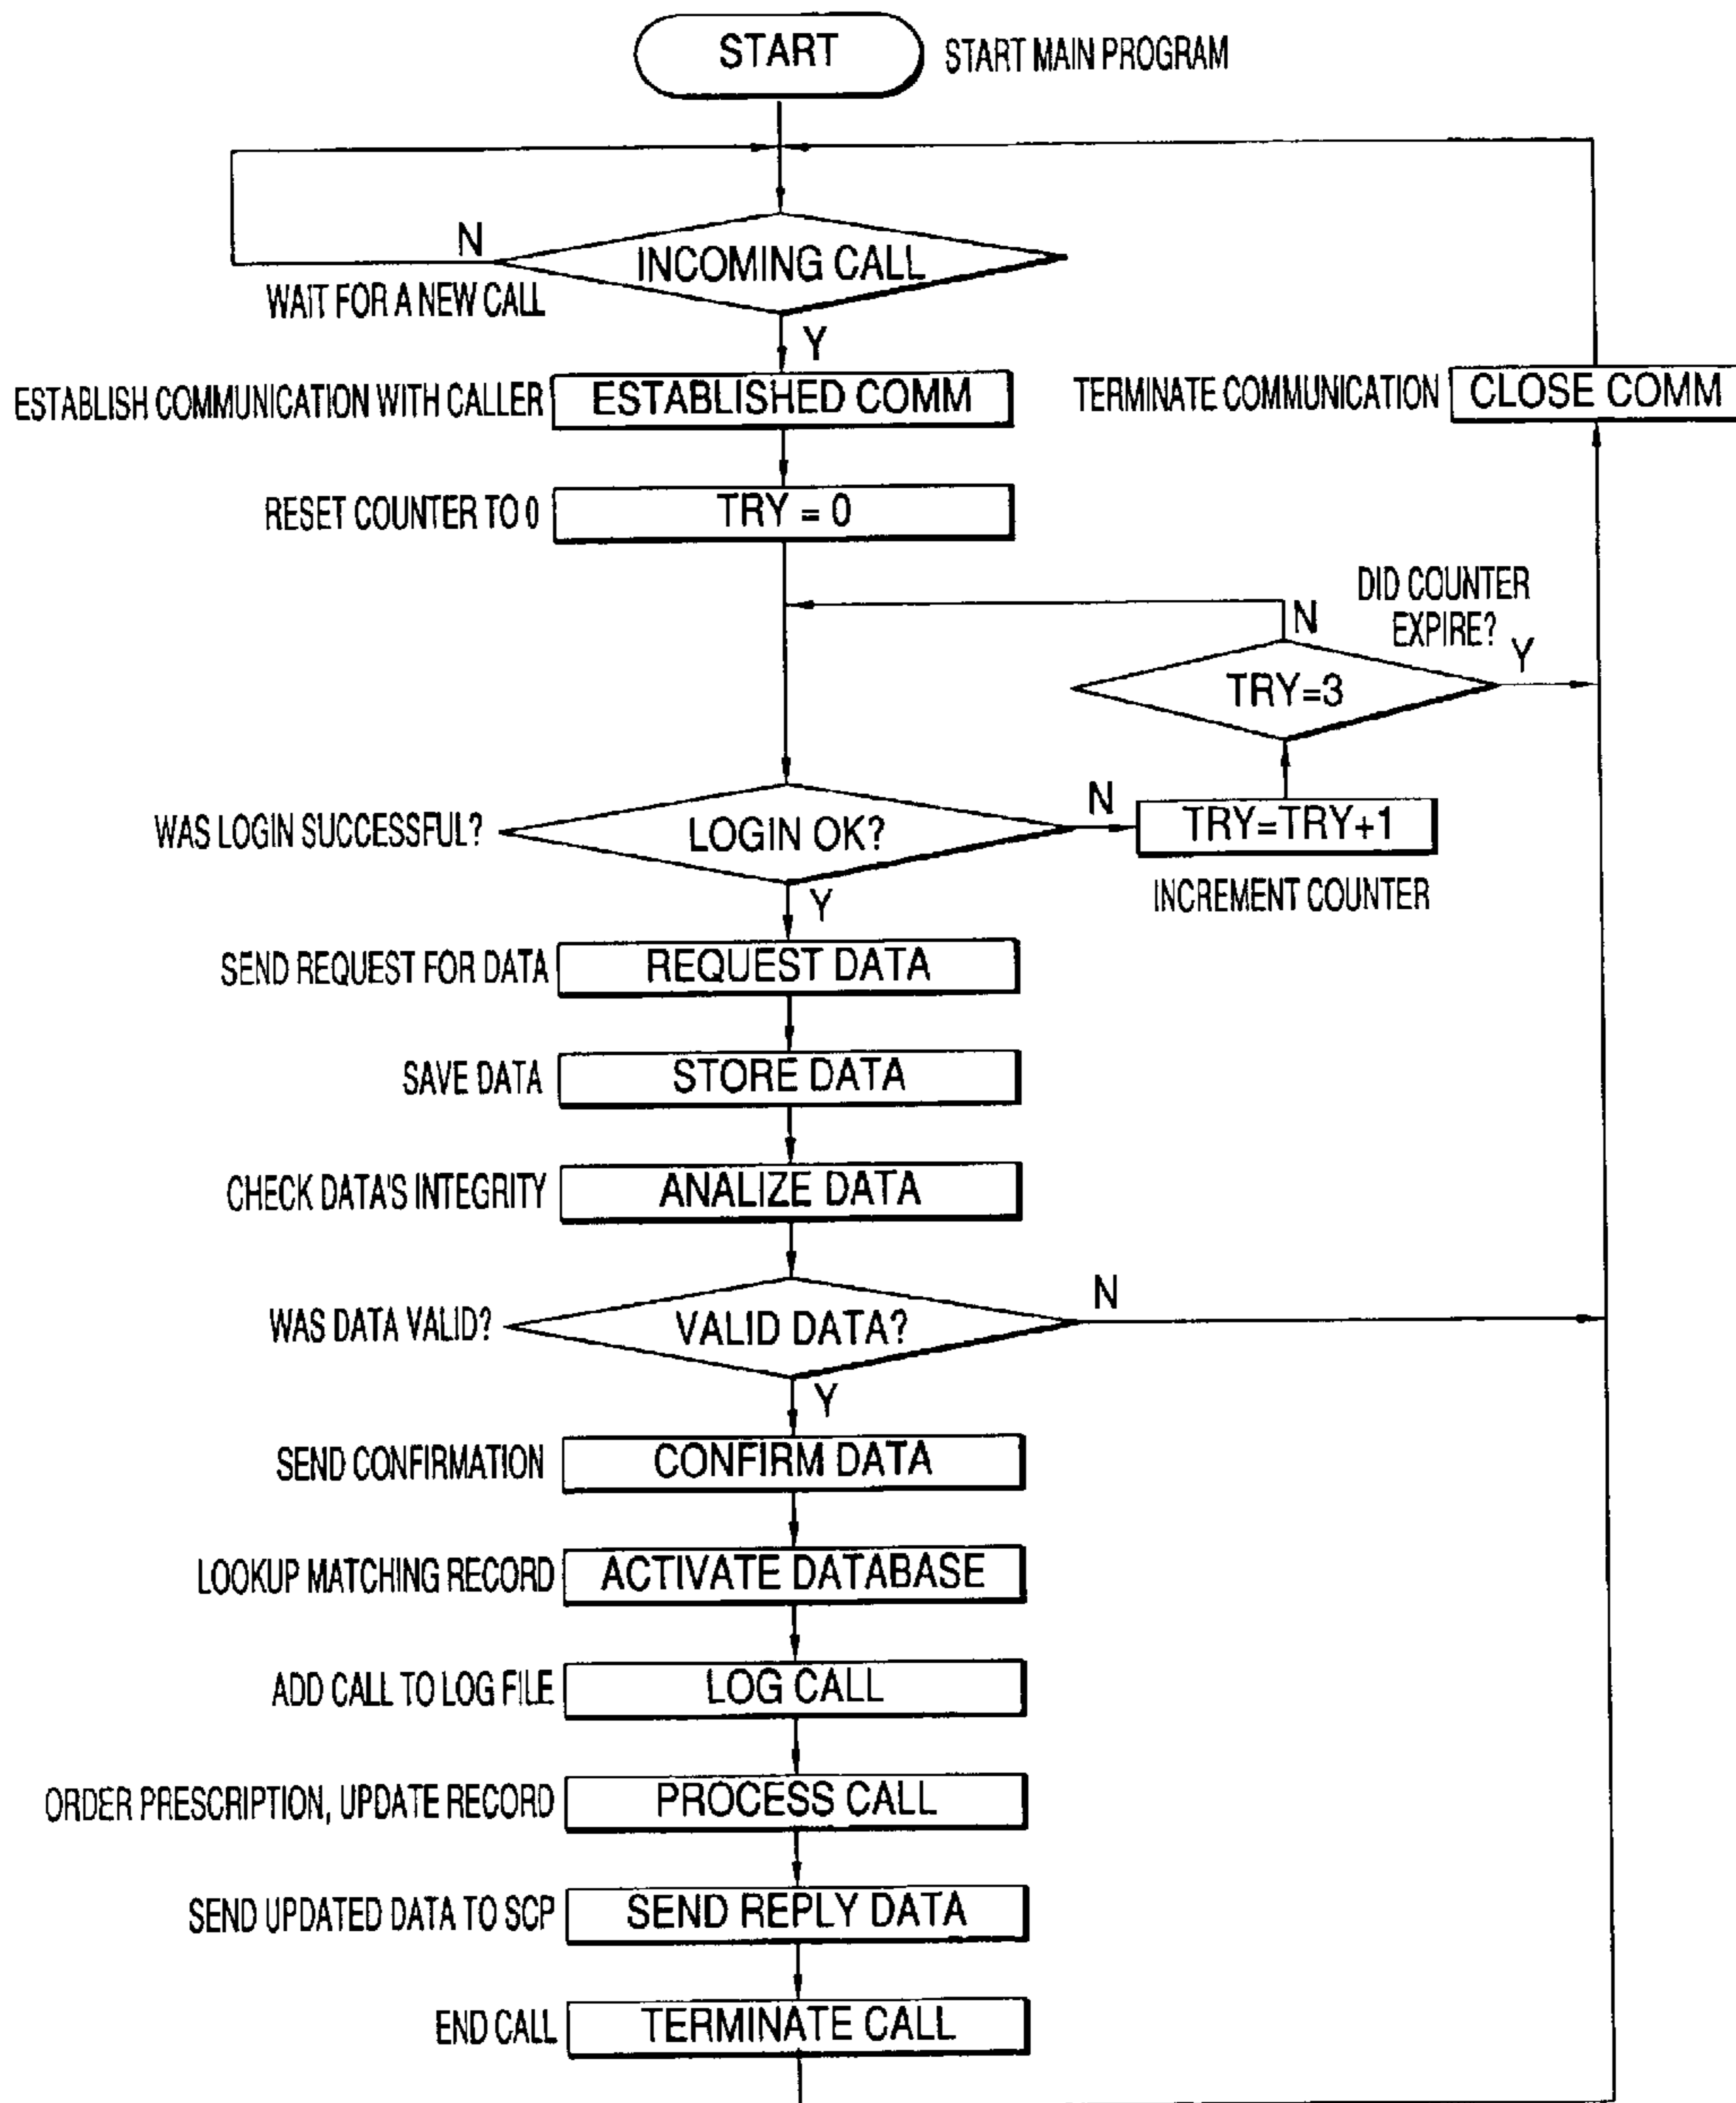 START
START MAIN PROGRAM
N
INCOMING CALL
WAIT FOR A NEW CALL
Y
ESTABLISH COMMUNICATION WITH CALLER
ESTABLISHED COMM
TERMINATE COMMUNICATION
CLOSE COMM
RESET COUNTER TO 0
TRY = 0
DID COUNTER
EXPIRE?
N
Y
TRY=3
WAS LOGIN SUCCESSFUL?
LOGIN OK?
N
TRY=TRY+1
INCREMENT COUNTER
Y
SEND REQUEST FOR DATA
REQUEST DATA
SAVE DATA
STORE DATA
CHECK DATA'S INTEGRITY
ANALIZE DATA
WAS DATA VALID?
VALID DATA?
N
Y
SEND CONFIRMATION
CONFIRM DATA
LOOKUP MATCHING RECORD
ACTIVATE DATABASE
ADD CALL TO LOG FILE
LOG CALL
ORDER PRESCRIPTION, UPDATE RECORD
PROCESS CALL
SEND UPDATED DATA TO SCP
SEND REPLY DATA
END CALL
TERMINATE CALL